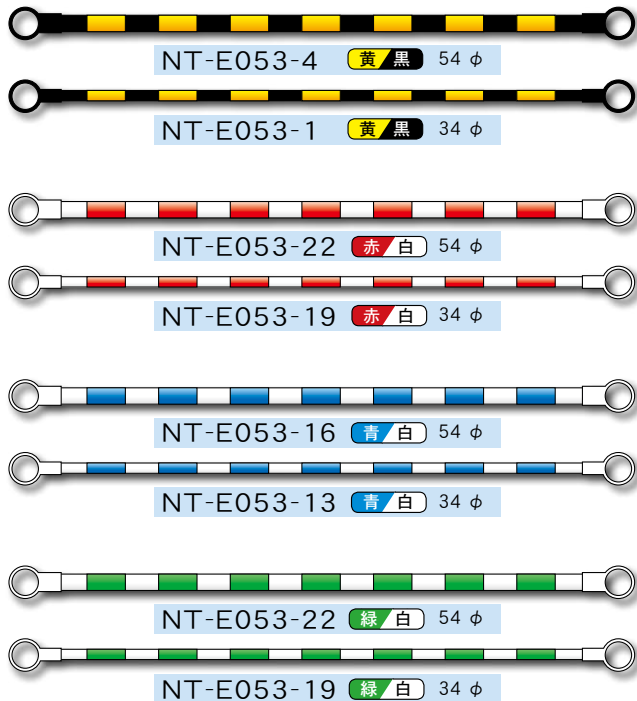 NT-E053-4 黄/黒 54 φ
NT-E053-1 黄/黒 34 φ
NT-E053-22 赤/白 54 φ
NT-E053-19 赤/白 34 φ
NT-E053-16 青/白 54 φ
NT-E053-13 青/白 34 φ
NT-E053-22 緑/白 54 φ
NT-E053-19 緑/白 34 φ